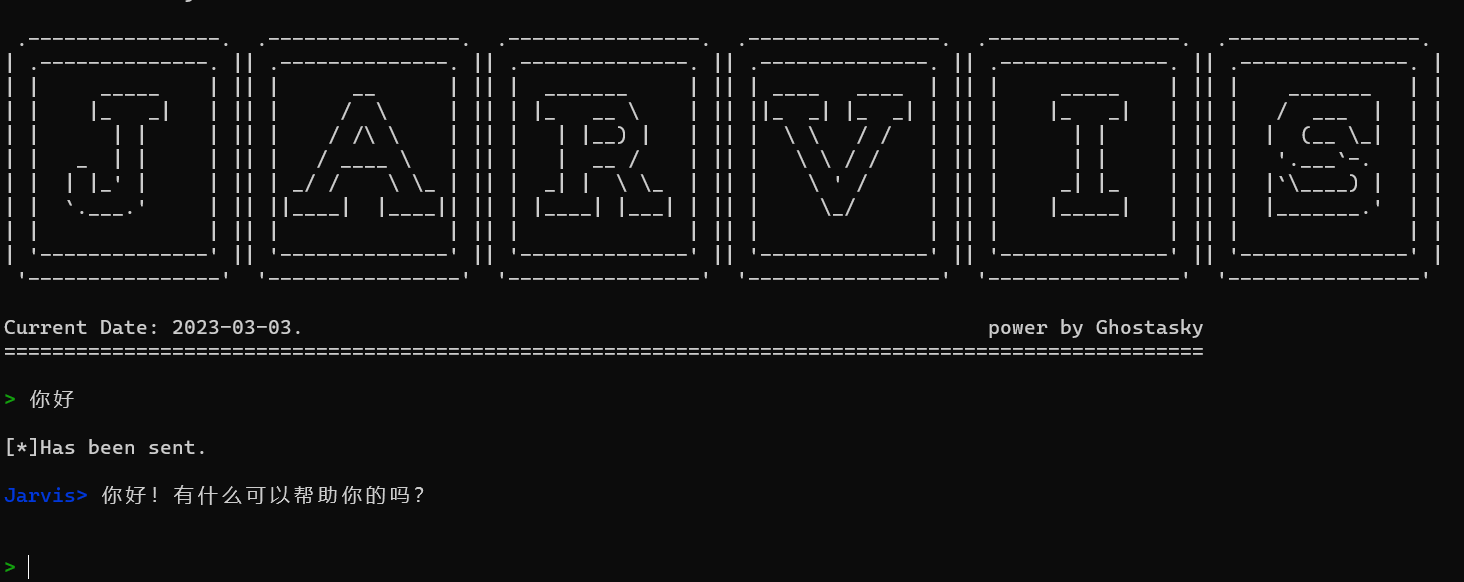 JARVIS
Current Date: 2023-03-03. power by Ghostasky
> 你好
[*]Has been sent.
Jarvis> 你好！有什么可以帮助你的吗？
>